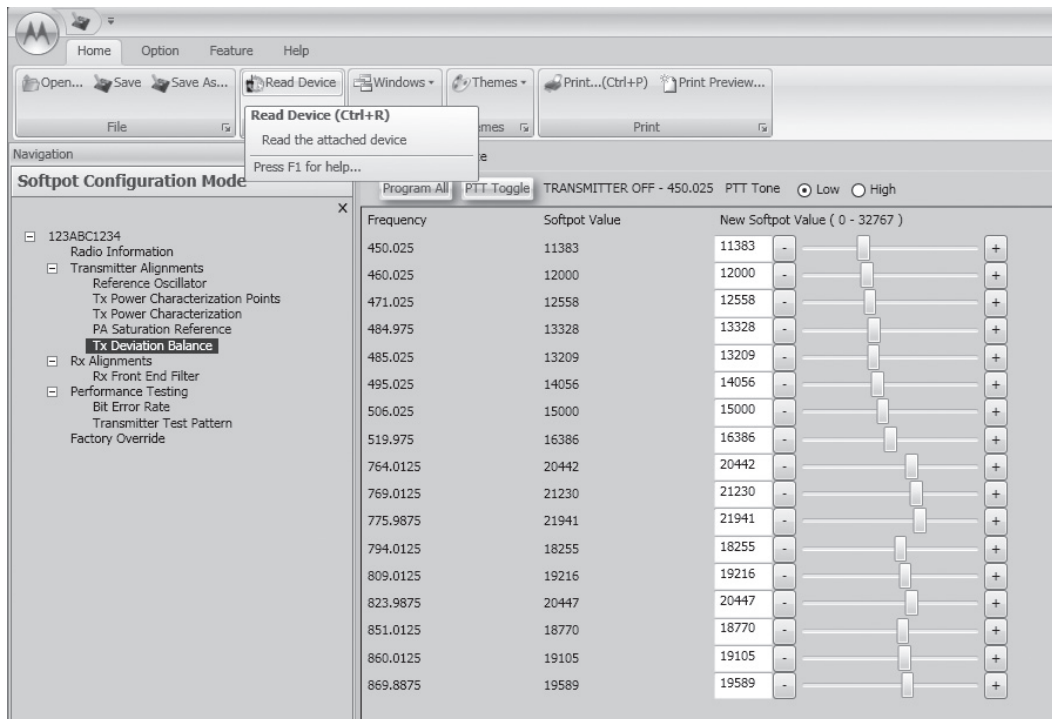 Home Option Feature Help
Open... Save Save As... Read Device Windows Themes Print...(Ctrl+P) Print Preview...
File Print
Read Device (Ctrl+R)
Read the attached device
Press F1 for help...
Navigation
Softpot Configuration Mode
x
123ABC1234
Radio Information
Transmitter Alignments
Reference Oscillator
Tx Power Characterization Points
Tx Power Characterization
PA Saturation Reference
Tx Deviation Balance
Rx Alignments
Rx Front End Filter
Performance Testing
Bit Error Rate
Transmitter Test Pattern
Factory Override
Program All PTT Toggle TRANSMITTER OFF - 450.025 PTT Tone Low High
Frequency Softpot Value New Softpot Value ( 0 - 32767 )
450.025 11383 11383 - +
460.025 12000 12000 - +
471.025 12558 12558 - +
484.975 13328 13328 - +
485.025 13209 13209 - +
495.025 14056 14056 - +
506.025 15000 15000 - +
519.975 16386 16386 - +
764.0125 20442 20442 - +
769.0125 21230 21230 - +
775.9875 21941 21941 - +
794.0125 18255 18255 - +
809.0125 19216 19216 - +
823.9875 20447 20447 - +
851.0125 18770 18770 - +
860.0125 19105 19105 - +
869.8875 19589 19589 - +